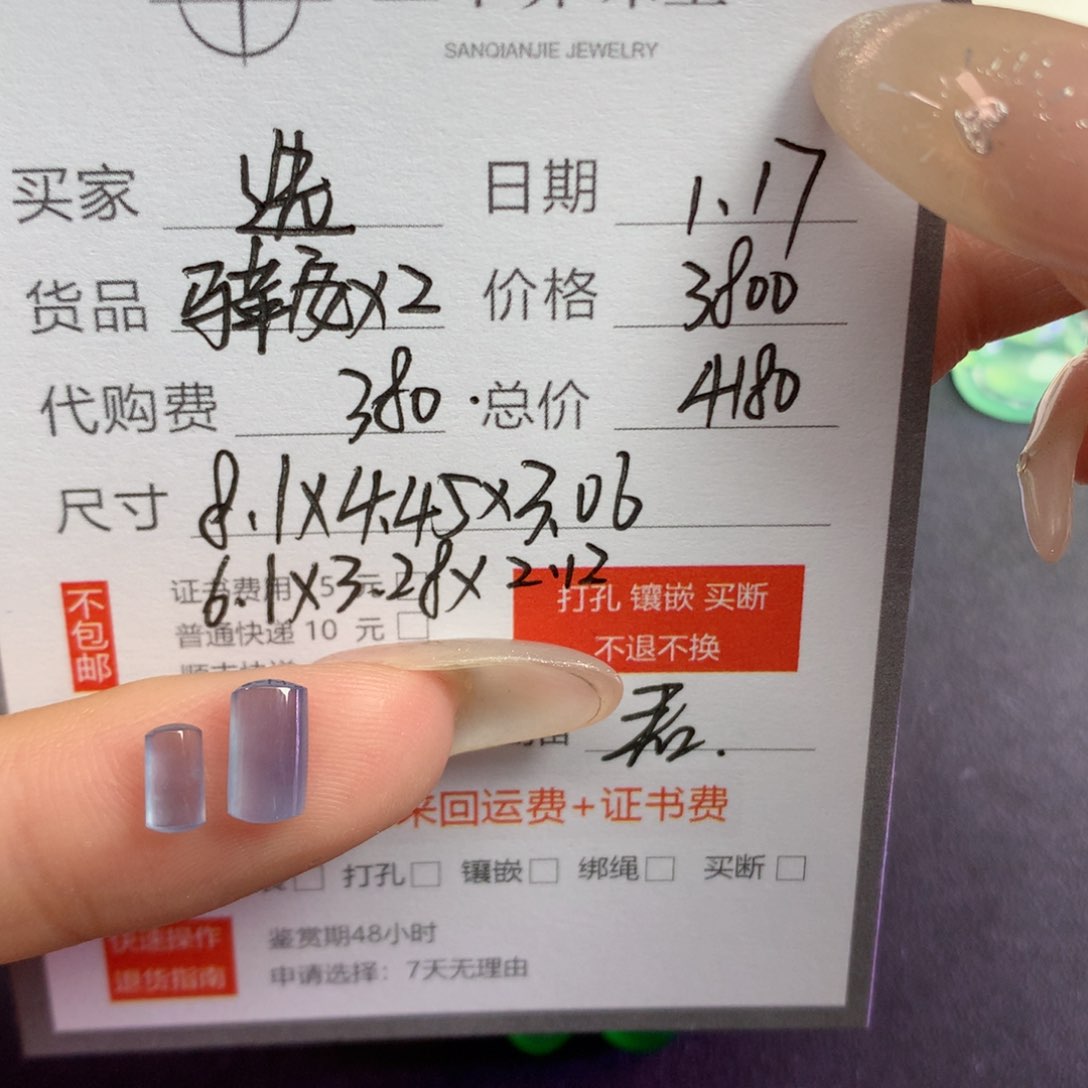 SANQIANJIE JEWELRY
买家 日期 1.17
货品 x2 价格 3800
代购费 380 总价 4180
尺寸 8.1x4.45x3.06
6.1x3.28x2.12
不包邮
证书费用 5 元
普通快递 10 元
打孔 镶嵌 买断
不退不换
来回运费+证书费
打孔 镶嵌 绑绳 买断
快速操作
退货指南
鉴赏期48小时
申请选择：7天无理由